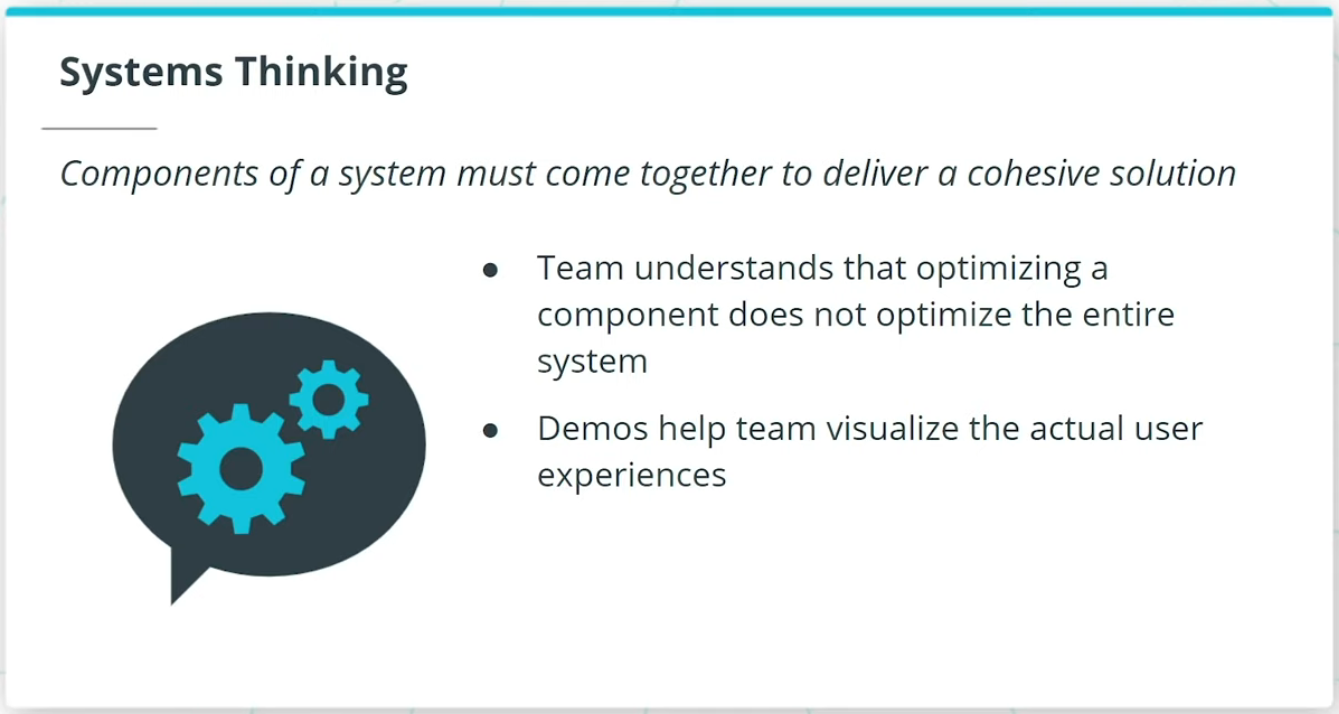 Systems Thinking
Components of a system must come together to deliver a cohesive solution
● Team understands that optimizing a
component does not optimize the entire
system
● Demos help team visualize the actual user
experiences